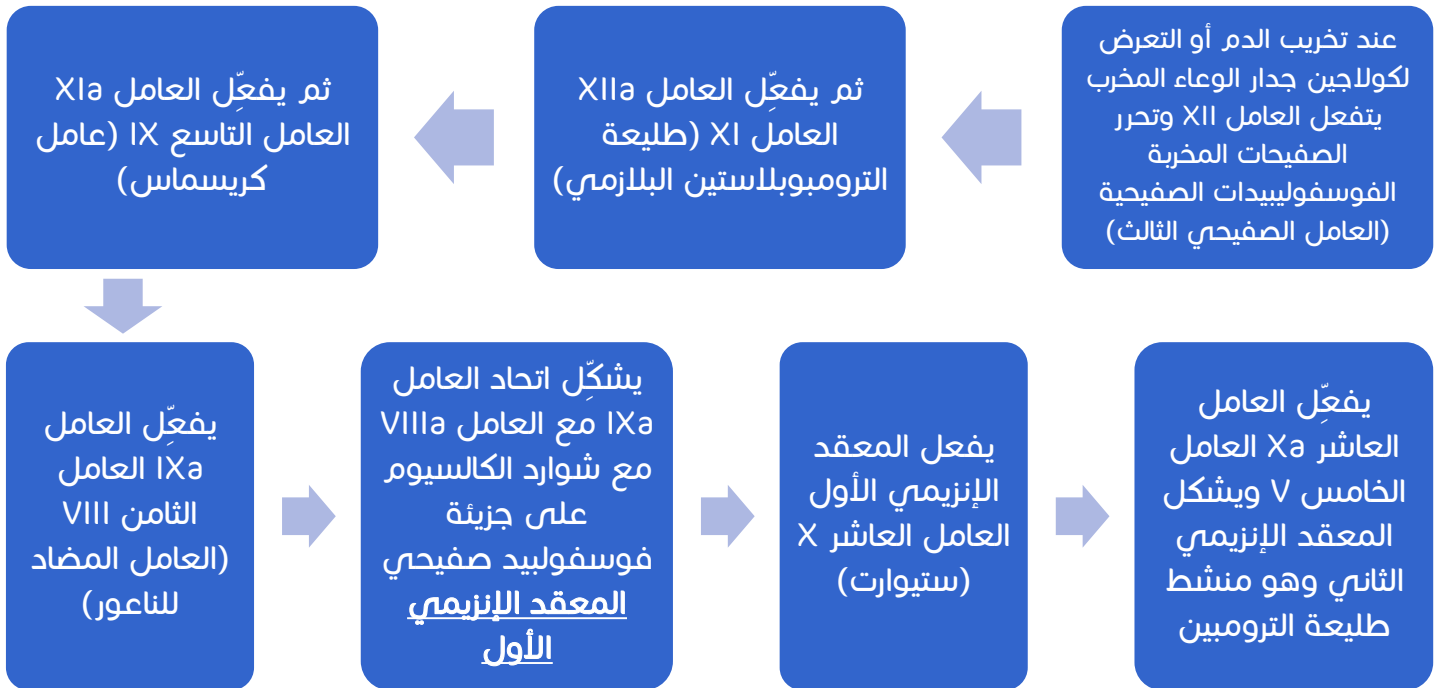 عند تخريب الدم أو التعرض
لكولاجين جدار الوعاء المخرب
يتفعل العامل XII وتحرر
الصفيحات المخربة
الفوسفوليبيدات الصفيحية
(العامل الصفيحي الثالث)
ثم يفعّل العامل XIIa
العامل XI (طليعة
الترومبوبلاستين البلازمي)
ثم يفعّل العامل XIa
العامل التاسع IX (عامل
كريسماس)
يفعّل العامل
IXa العامل
الثامن VIII
(العامل المضاد
للناعور)
يشكّل اتحاد العامل
IXa مع العامل VIIIa
مع شوارد الكالسيوم
على جزيئة
فوسفولبيد صفيحي
المعقد الإنزيمي
الأول
يفعل المعقد
الإنزيمي الأول
العامل العاشر X
(ستيوارت)
يفعّل العامل
العاشر Xa العامل
الخامس V ويشكل
المعقد الإنزيمي
الثاني وهو منشط
طليعة الترومبين